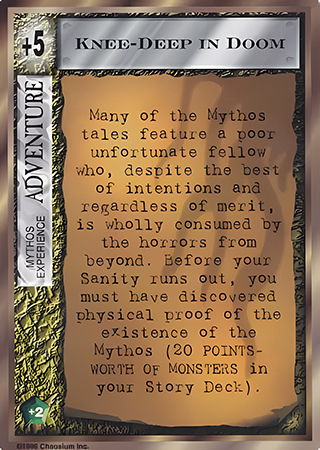 +5
KNEE-DEEP IN DOOM
MYTHOS
EXPERIENCE
ADVENTURE
Many of the Mythos
tales feature a poor
unfortunate fellow
who, despite the best
of intentions and
regardless of merit,
is wholly consumed by
the horrors from
beyond. Before your
Sanity runs out, you
must have discovered
physical proof of the
existence of the
Mythos (20 POINTS-
WORTH OF MONSTERS in
your Story Deck).
+2
©1996 Chaosium Inc.